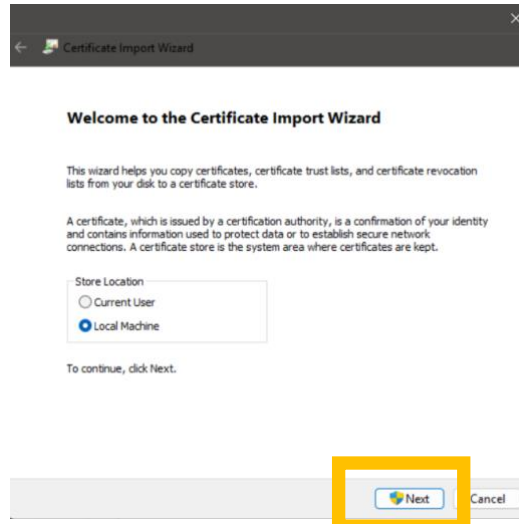 Certificate Import Wizard
Welcome to the Certificate Import Wizard
This wizard helps you copy certificates, certificate trust lists, and certificate revocation
lists from your disk to a certificate store.
A certificate, which is issued by a certification authority, is a confirmation of your identity
and contains information used to protect data or to establish secure network
connections. A certificate store is the system area where certificates are kept.
Store Location
Current User
Local Machine
To continue, click Next.
Next Cancel